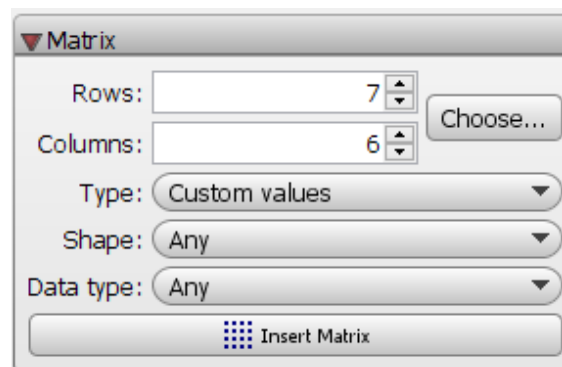 Matrix
Rows: 7
Choose...
Columns: 6
Type: Custom values
Shape: Any
Data type: Any
Insert Matrix